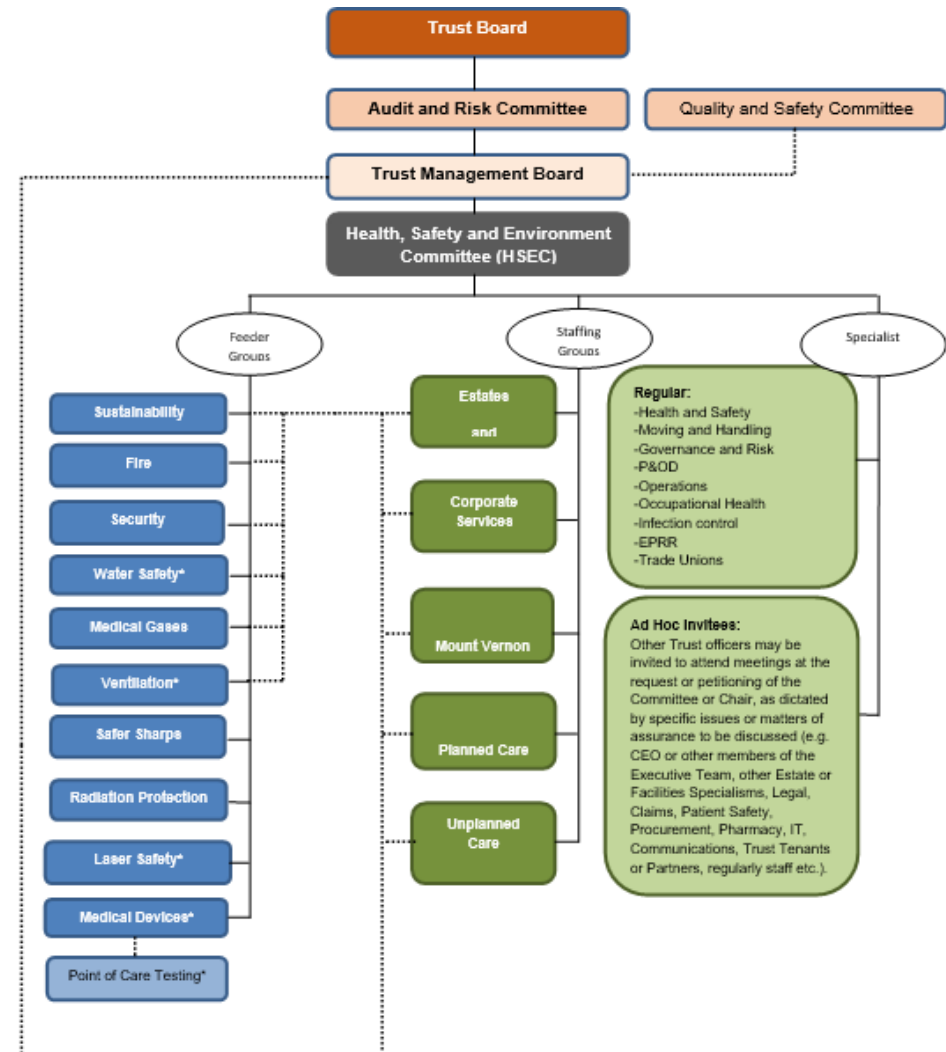 Trust Board
Audit and Risk Committee
Quality and Safety Committee
Trust Management Board
Health, Safety and Environment
Committee (HSEC)
Feeder
Groups
Staffing
Groups
Specialist
Sustainability
Fire
Security
Water Safety*
Medical Gases
Ventilation*
Safer Sharps
Radiation Protection
Laser Safety*
Medical Devices*
Point of Care Testing*
Estates
and
Corporate
Services
Mount Vernon
Planned Care
Unplanned
Care
Regular:
-Health and Safety
-Moving and Handling
-Governance and Risk
-P&OD
-Operations
-Occupational Health
-Infection control
-EPRR
-Trade Unions
Ad Hoc Invitees:
Other Trust officers may be
invited to attend meetings at the
request or petitioning of the
Committee or Chair, as dictated
by specific issues or matters of
assurance to be discussed (e.g.
CEO or other members of the
Executive Team, other Estate or
Facilities Specialisms, Legal,
Claims, Patient Safety,
Procurement, Pharmacy, IT,
Communications, Trust Tenants
or Partners, regularly staff etc.).